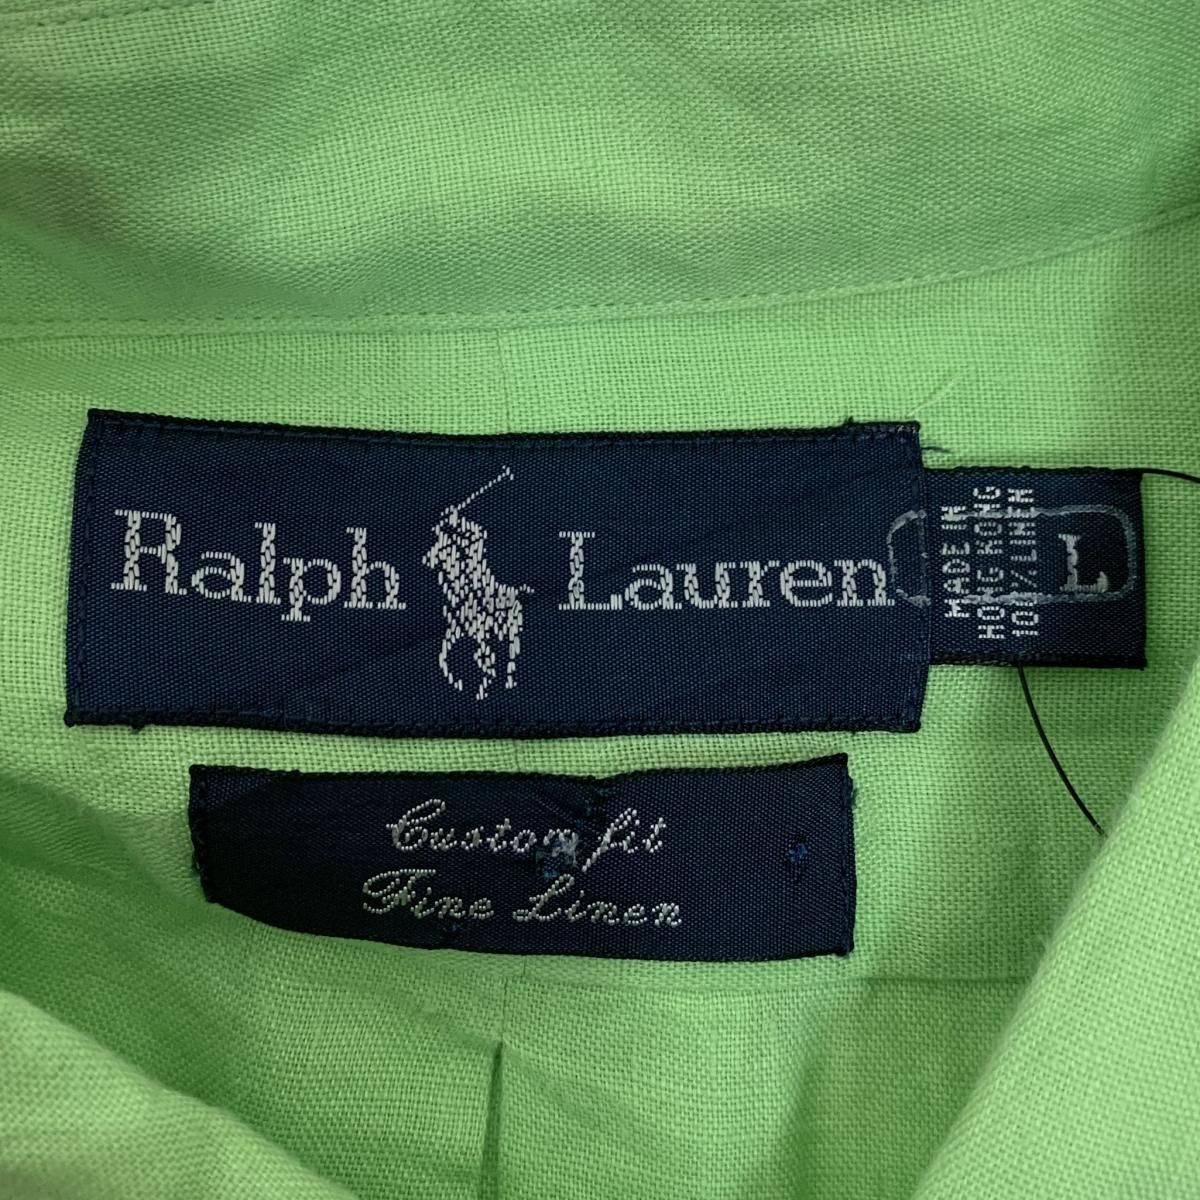 Ralph Lauren
MADE IN
HONG KONG
100% LINEN
L
Custom fit
Fine Linen